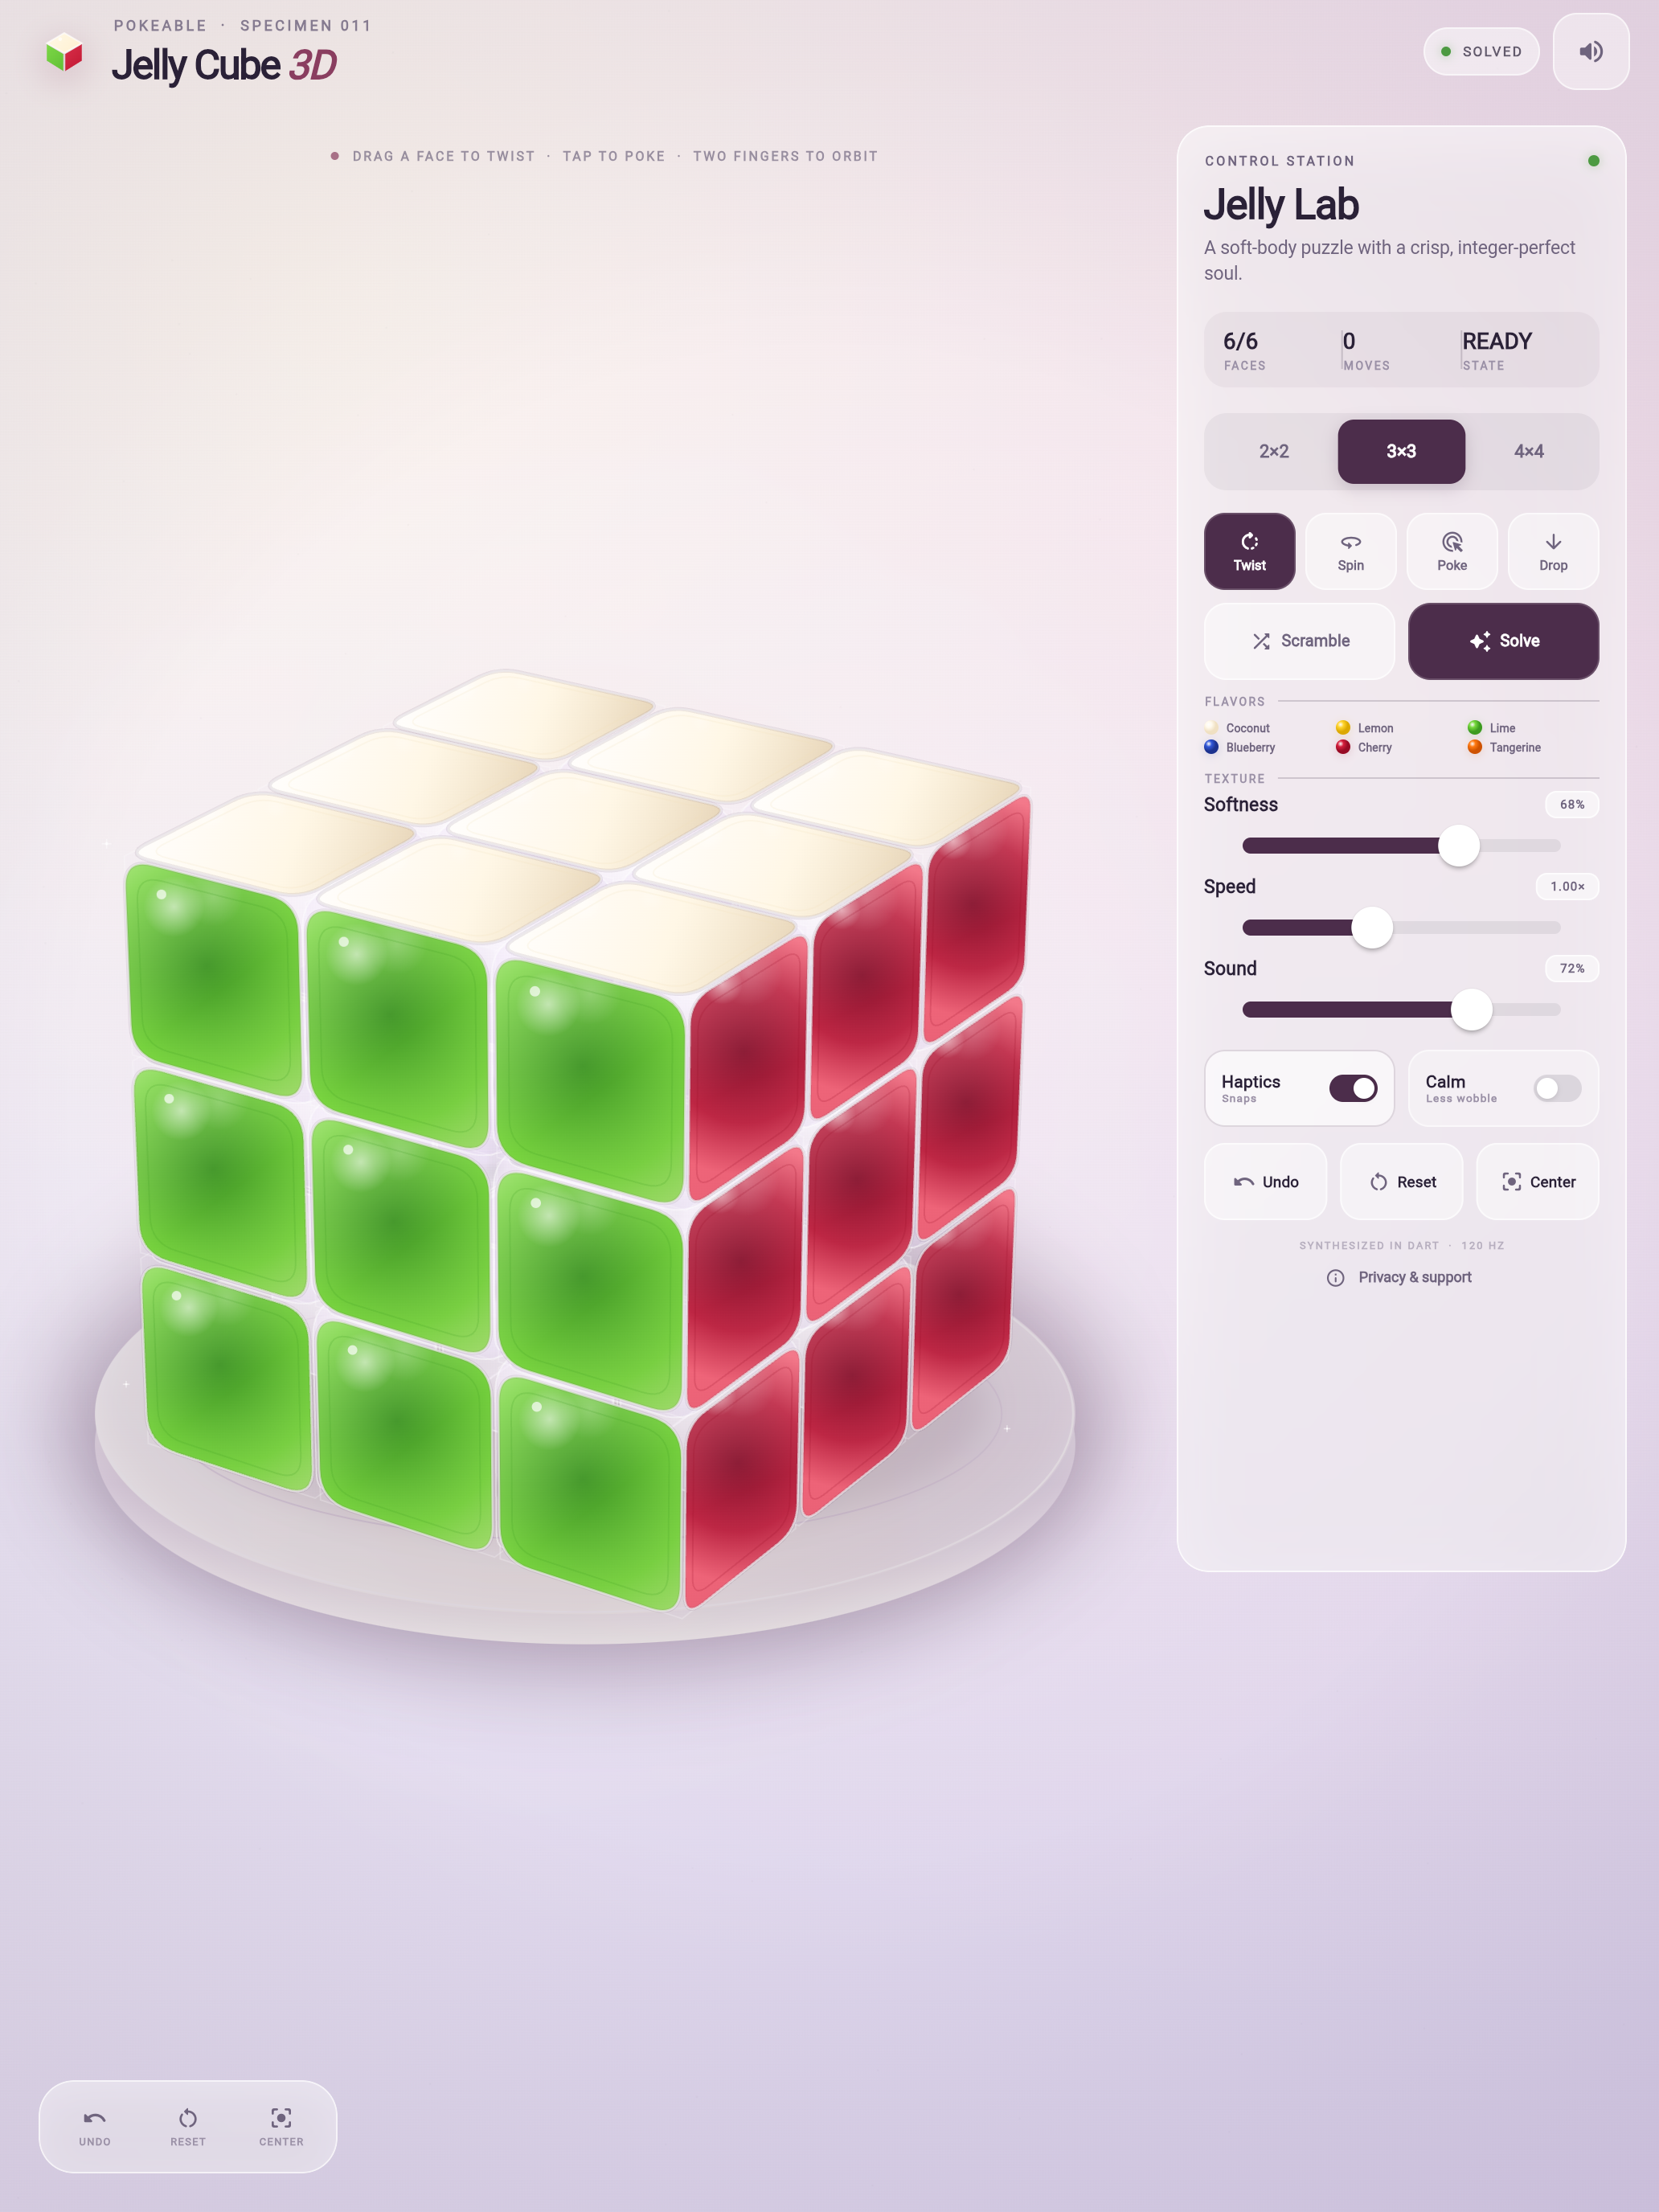 POKEABLE · SPECIMEN 011
Jelly Cube 3D
SOLVED
DRAG A FACE TO TWIST · TAP TO POKE · TWO FINGERS TO ORBIT
CONTROL STATION
Jelly Lab
A soft-body puzzle with a crisp, integer-perfect
soul.
6/6 0 READY
FACES MOVES STATE
2×2 3×3 4×4
Twist Spin Poke Drop
Scramble Solve
FLAVORS
Coconut Lemon Lime
Blueberry Cherry Tangerine
TEXTURE
Softness 68%
Speed 1.00×
Sound 72%
Haptics Calm
Snaps Less wobble
Undo Reset Center
SYNTHESIZED IN DART · 120 HZ
Privacy & support
UNDO RESET CENTER